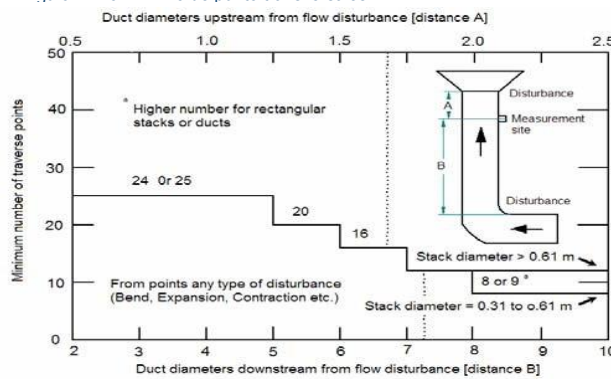 Duct diameters upstream from flow disturbance [distance A]
0.5 1.0 1.5 2.0 2.5
50
40
30
20
10
0
Minimum number of traverse points
a Higher number for rectangular
stacks or ducts
24 0r 25
20
16
A
B
Disturbance
Measurement
site
Disturbance
Stack diameter > 0.61 m
8 or 9 a
Stack diameter = 0.31 to o.61 m
From points any type of disturbance
(Bend, Expansion, Contraction etc.)
2 3 4 5 6 7 8 9 10
Duct diameters downstream from flow disturbance [distance B]